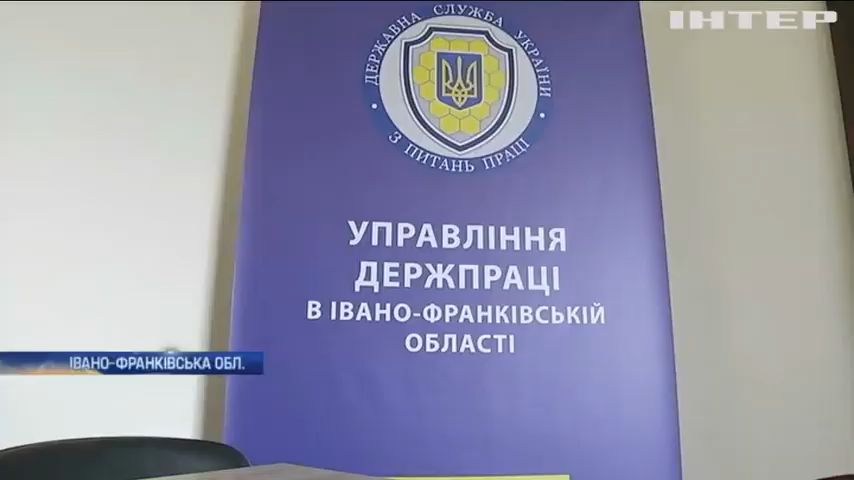 ІНТЕР
ДЕРЖАВНА СЛУЖБА УКРАЇНИ
З ПИТАНЬ ПРАЦІ
УПРАВЛІННЯ
ДЕРЖПРАЦІ
В ІВАНО-ФРАНКІВСЬКІЙ
ОБЛАСТІ
ІВАНО-ФРАНКІВСЬКА ОБЛ.